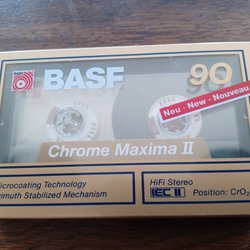 BASF
90
Neu · New · Nouveau
Chrome Maxima II
Microcoating Technology
Azimuth Stabilized Mechanism
HiFi Stereo
IEC II Position: CrO₂